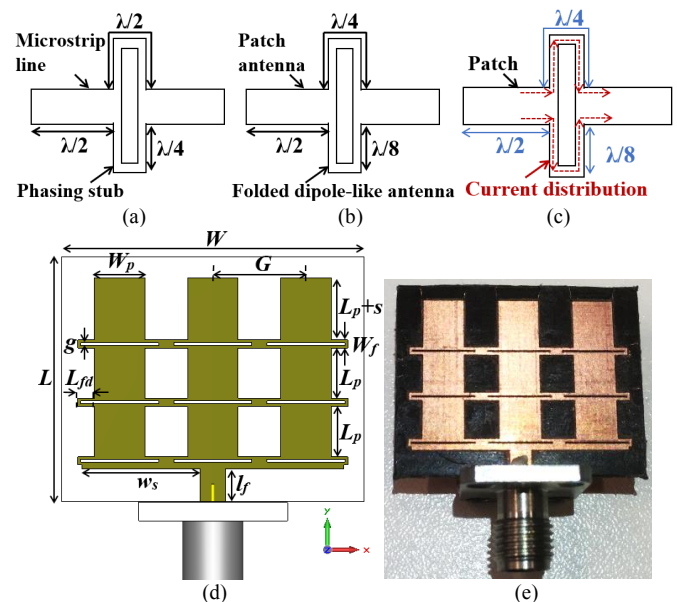 λ/2
Microstrip
line
λ/2
λ/4
Phasing stub
(a)
λ/4
Patch
antenna
λ/2
λ/8
Folded dipole-like antenna
(b)
λ/4
Patch
λ/2
λ/8
Current distribution
(c)
W
Wp
G
Lp+s
g
Wf
L
Lfd
Lp
Lp
ws
lf
y
z
x
(d)
(e)